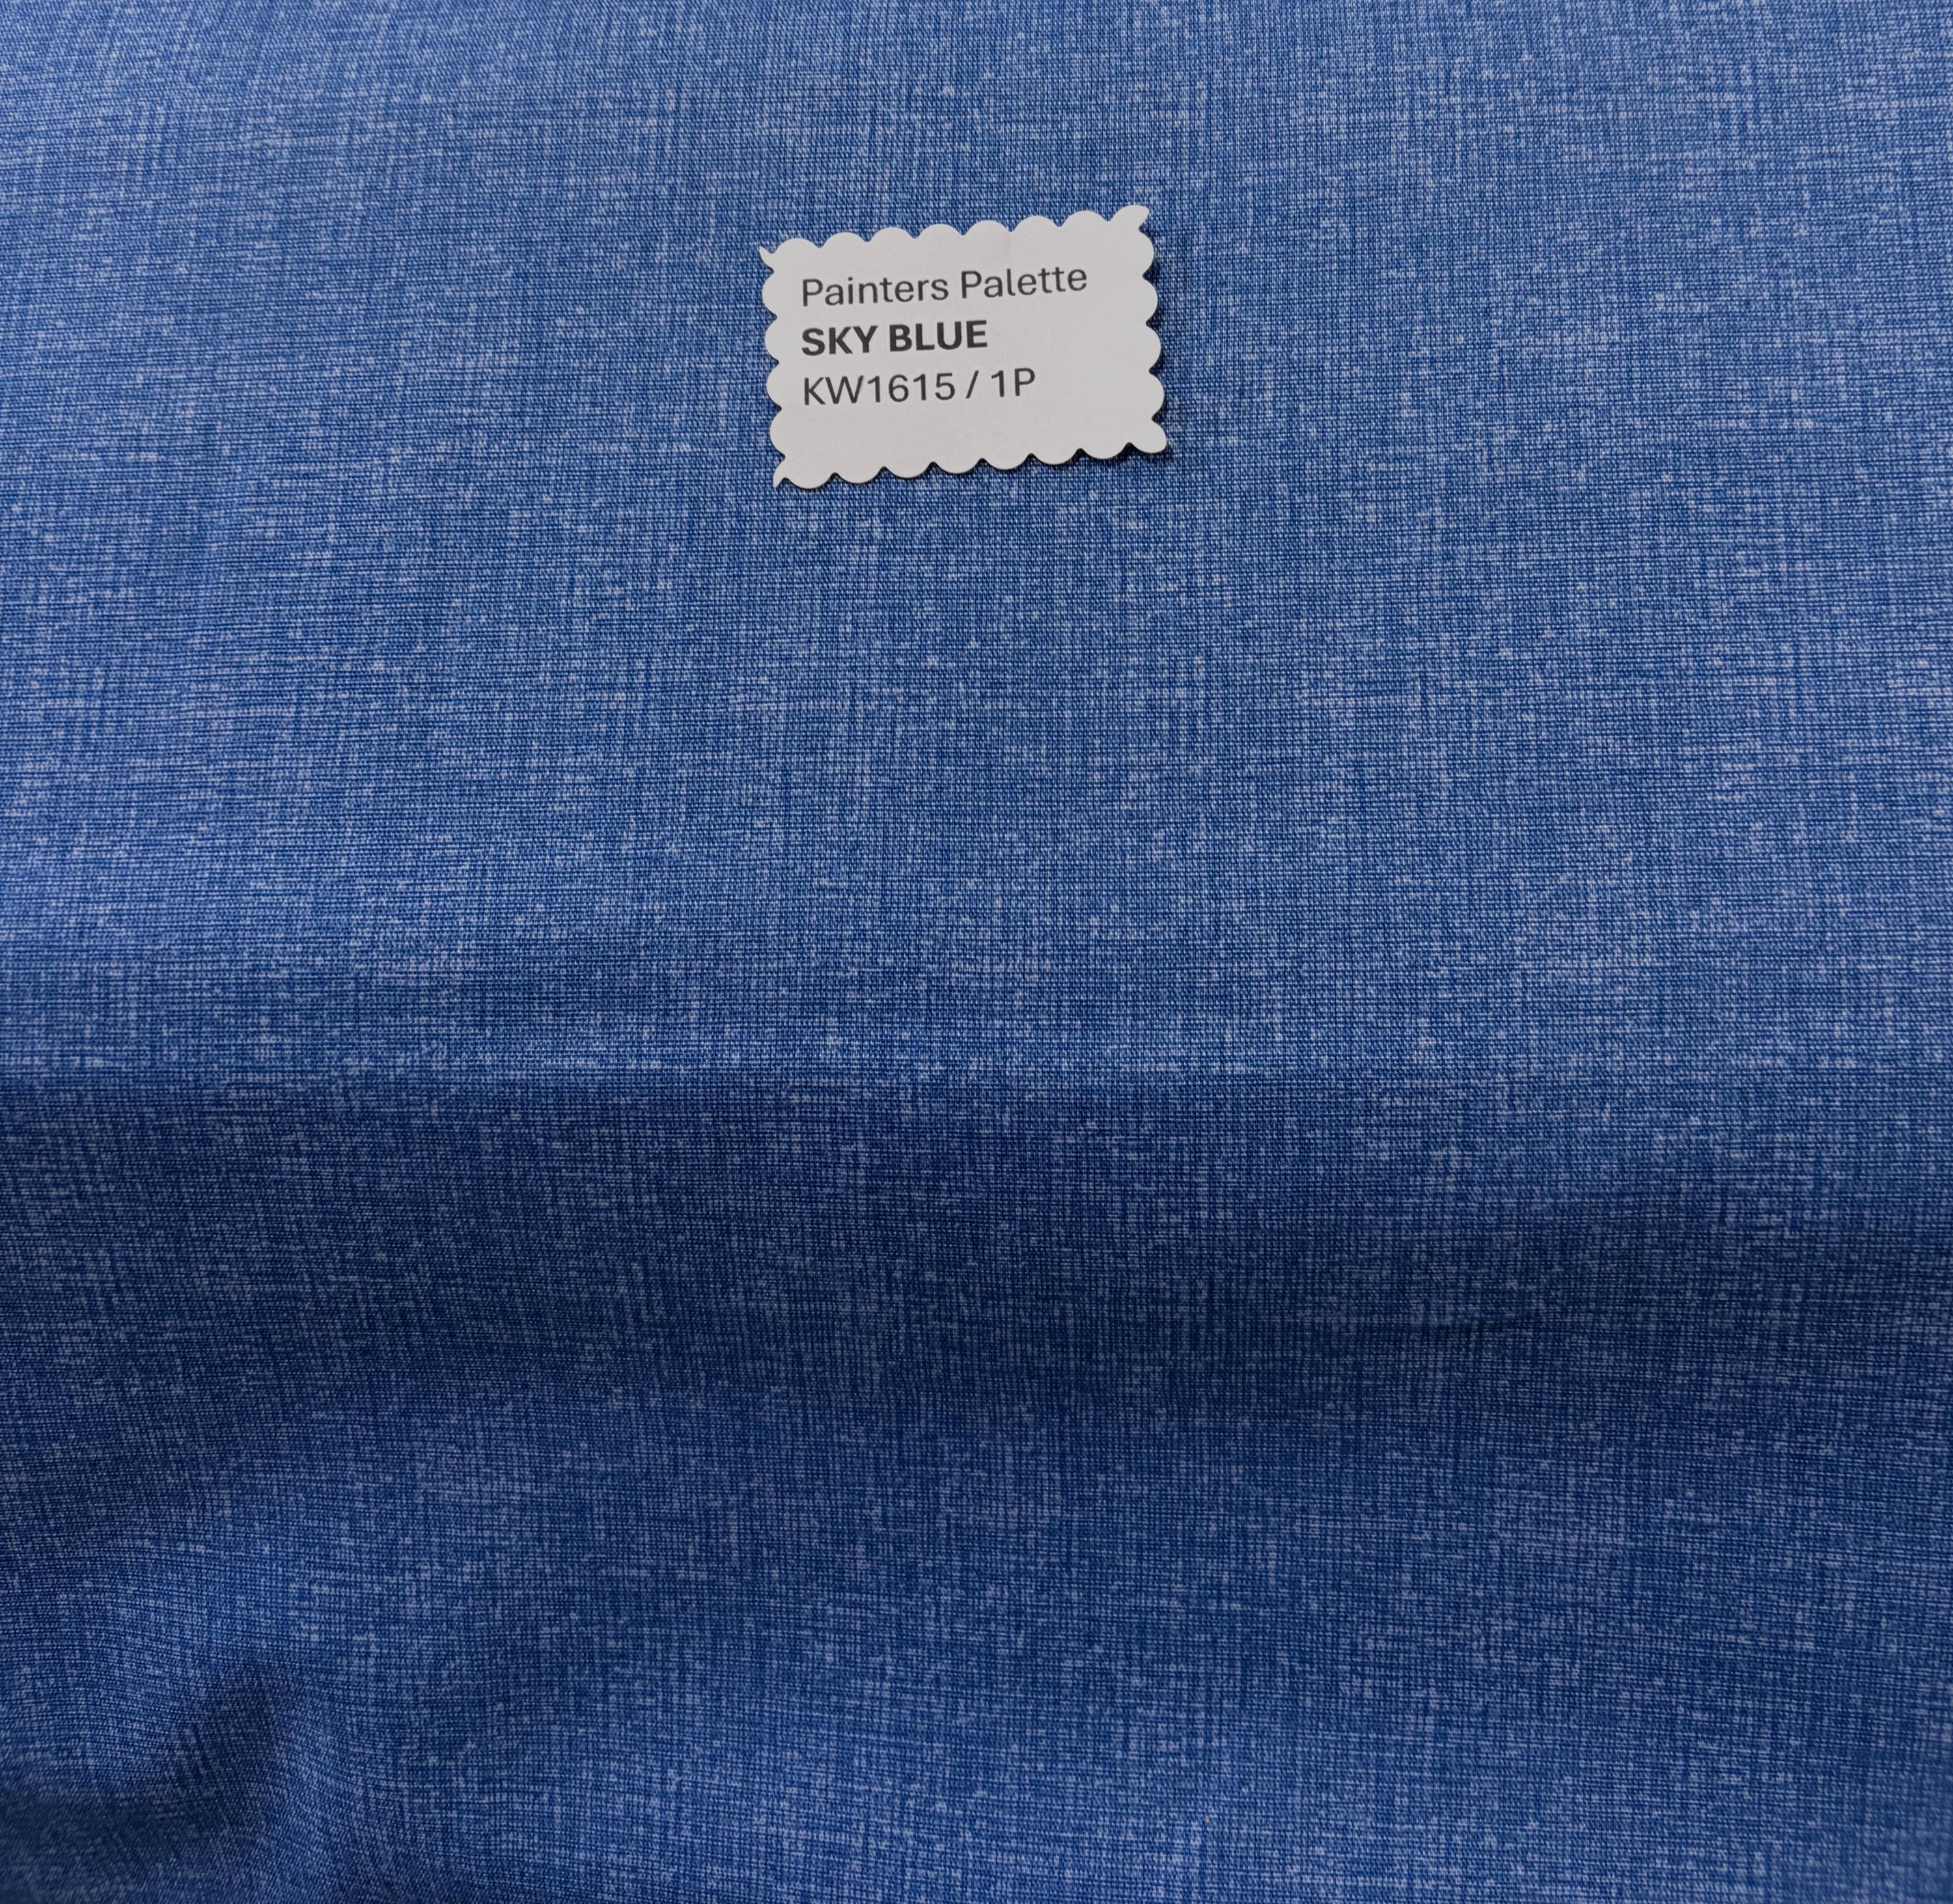 Painters Palette
SKY BLUE
KW1615 / 1P